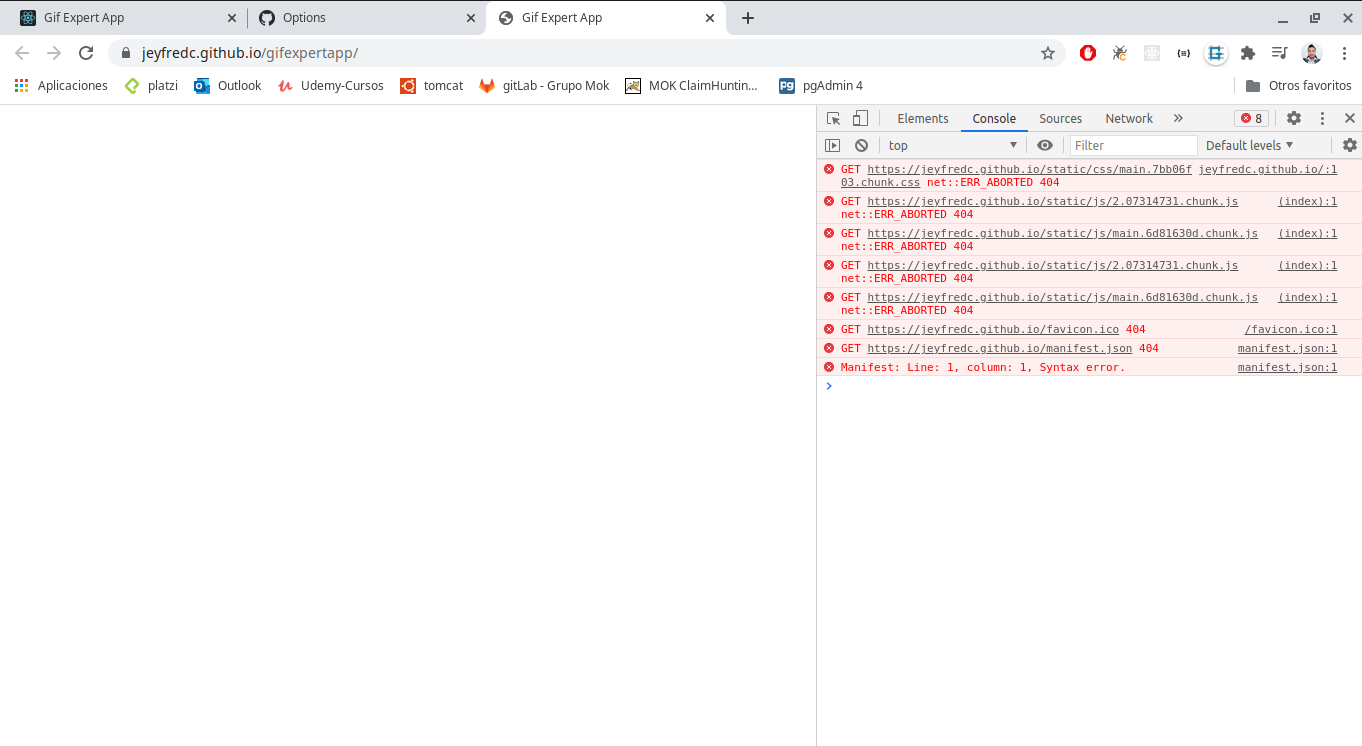 Gif Expert App
Options
Gif Expert App
jeyfredc.github.io/gifexpertapp/
Aplicaciones platzi Outlook Udemy-Cursos tomcat gitLab - Grupo Mok MOK ClaimHuntin... pg pgAdmin 4 Otros favoritos
Elements Console Sources Network » 8
top Filter Default levels
GET https://jeyfredc.github.io/static/css/main.7bb06f jeyfredc.github.io/:1
03.chunk.css net::ERR_ABORTED 404
GET https://jeyfredc.github.io/static/js/2.07314731.chunk.js (index):1
net::ERR_ABORTED 404
GET https://jeyfredc.github.io/static/js/main.6d81630d.chunk.js (index):1
net::ERR_ABORTED 404
GET https://jeyfredc.github.io/static/js/2.07314731.chunk.js (index):1
net::ERR_ABORTED 404
GET https://jeyfredc.github.io/static/js/main.6d81630d.chunk.js (index):1
net::ERR_ABORTED 404
GET https://jeyfredc.github.io/favicon.ico 404 /favicon.ico:1
GET https://jeyfredc.github.io/manifest.json 404 manifest.json:1
Manifest: Line: 1, column: 1, Syntax error. manifest.json:1